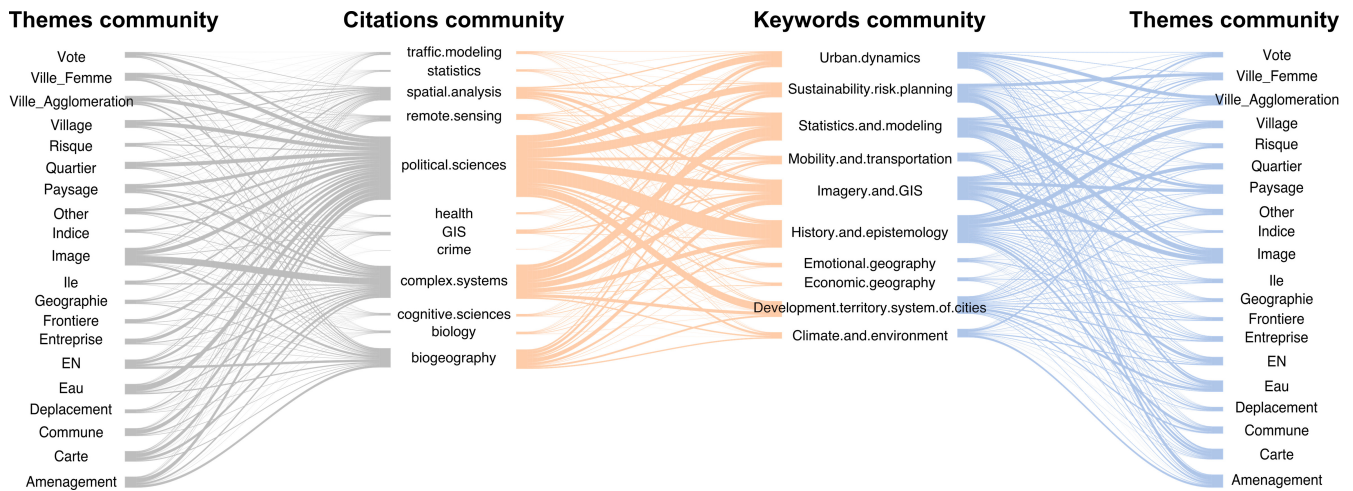 Themes community
Citations community
Keywords community
Themes community
Vote
Ville_Femme
Ville_Agglomeration
Village
Risque
Quartier
Paysage
Other
Indice
Image
Ile
Geographie
Frontiere
Entreprise
EN
Eau
Deplacement
Commune
Carte
Amenagement
traffic.modeling
statistics
spatial.analysis
remote.sensing
political.sciences
health
GIS
crime
complex.systems
cognitive.sciences
biology
biogeography
Urban.dynamics
Sustainability.risk.planning
Statistics.and.modeling
Mobility.and.transportation
Imagery.and.GIS
History.and.epistemology
Emotional.geography
Economic.geography
Development.territory.system.of.cities
Climate.and.environment
Vote
Ville_Femme
Ville_Agglomeration
Village
Risque
Quartier
Paysage
Other
Indice
Image
Ile
Geographie
Frontiere
Entreprise
EN
Eau
Deplacement
Commune
Carte
Amenagement